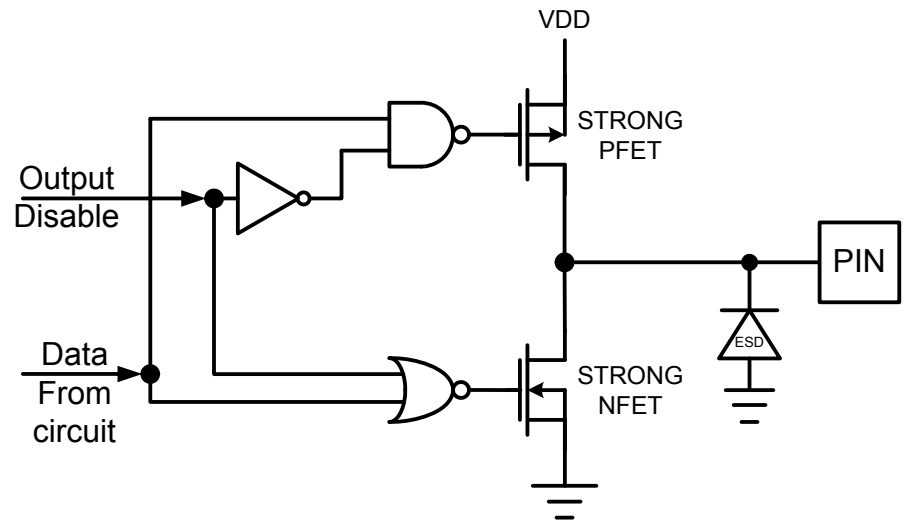 VDD
STRONG
PFET
Output
Disable
PIN
ESD
Data
From
circuit
STRONG
NFET